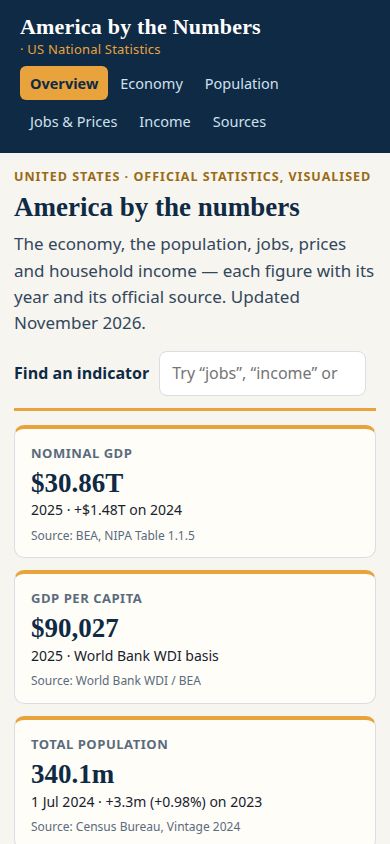 America by the Numbers
· US National Statistics
Overview Economy Population
Jobs & Prices Income Sources
UNITED STATES · OFFICIAL STATISTICS, VISUALISED
America by the numbers
The economy, the population, jobs, prices
and household income — each figure with its
year and its official source. Updated
November 2026.
Find an indicator Try “jobs”, “income” or
NOMINAL GDP
$30.86T
2025 · +$1.48T on 2024
Source: BEA, NIPA Table 1.1.5
GDP PER CAPITA
$90,027
2025 · World Bank WDI basis
Source: World Bank WDI / BEA
TOTAL POPULATION
340.1m
1 Jul 2024 · +3.3m (+0.98%) on 2023
Source: Census Bureau, Vintage 2024